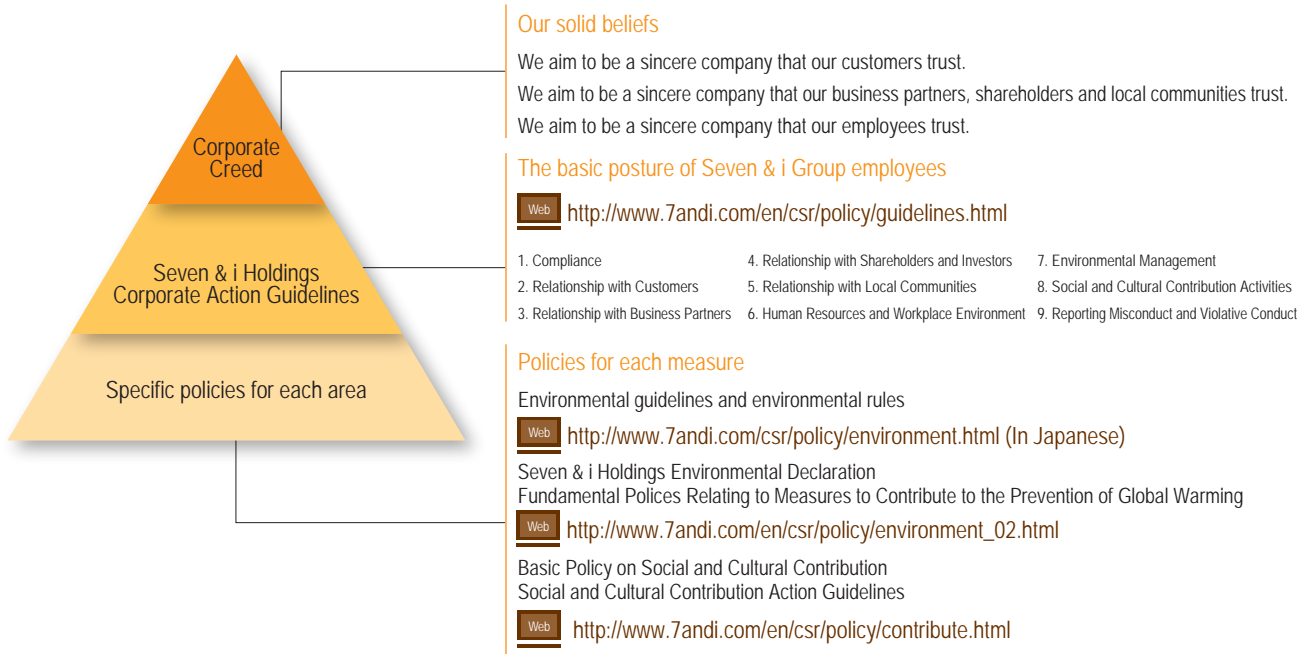 Corporate
Creed
Seven & i Holdings
Corporate Action Guidelines
Specific policies for each area
Our solid beliefs
We aim to be a sincere company that our customers trust.
We aim to be a sincere company that our business partners, shareholders and local communities trust.
We aim to be a sincere company that our employees trust.
The basic posture of Seven & i Group employees
Web http://www.7andi.com/en/csr/policy/guidelines.html
1. Compliance
2. Relationship with Customers
3. Relationship with Business Partners
4. Relationship with Shareholders and Investors
5. Relationship with Local Communities
6. Human Resources and Workplace Environment
7. Environmental Management
8. Social and Cultural Contribution Activities
9. Reporting Misconduct and Violative Conduct
Policies for each measure
Environmental guidelines and environmental rules
Web http://www.7andi.com/csr/policy/environment.html (In Japanese)
Seven & i Holdings Environmental Declaration
Fundamental Polices Relating to Measures to Contribute to the Prevention of Global Warming
Web http://www.7andi.com/en/csr/policy/environment_02.html
Basic Policy on Social and Cultural Contribution
Social and Cultural Contribution Action Guidelines
Web http://www.7andi.com/en/csr/policy/contribute.html